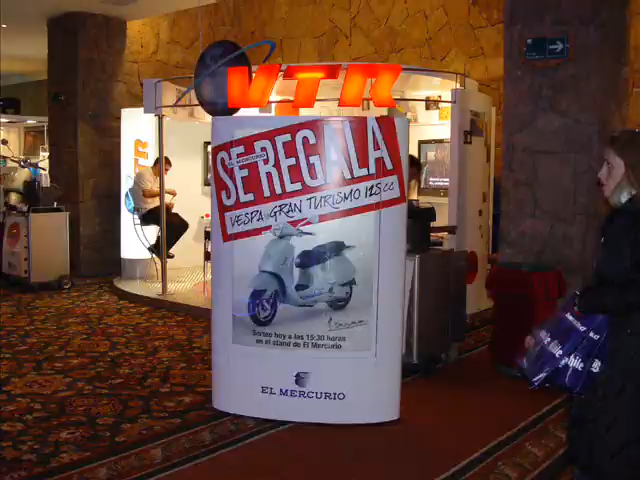 VTR
EL MERCURIO
SE REGALA
VESPA GRAN TURISMO 125cc
Sorteo hoy a las 15:30 horas
en el stand de El Mercurio
EL MERCURIO